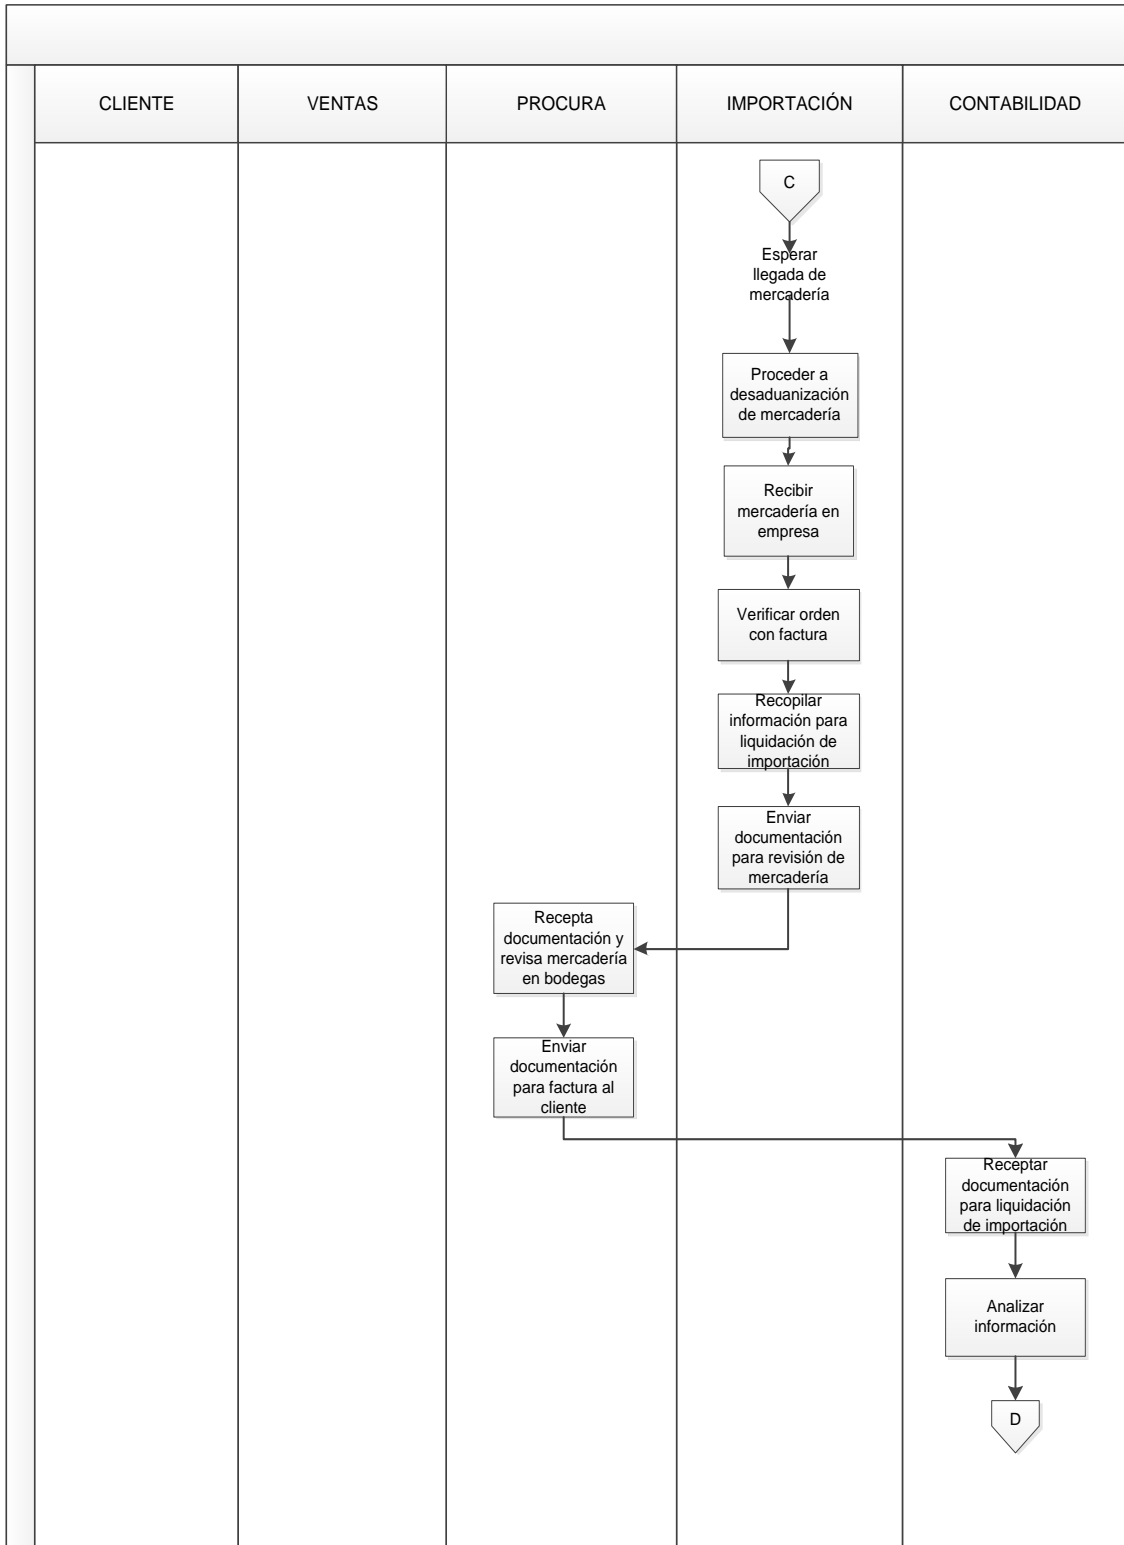 CLIENTE
VENTAS
PROCURA
IMPORTACIÓN
CONTABILIDAD
C
Esperar
llegada de
mercadería
Proceder a
desaduanización
de mercadería
Recibir
mercadería en
empresa
Verificar orden
con factura
Recopilar
información para
liquidación de
importación
Enviar
documentación
para revisión de
mercadería
Recepta
documentación y
revisa mercadería
en bodegas
Enviar
documentación
para factura al
cliente
Receptar
documentación
para liquidación
de importación
Analizar
información
D